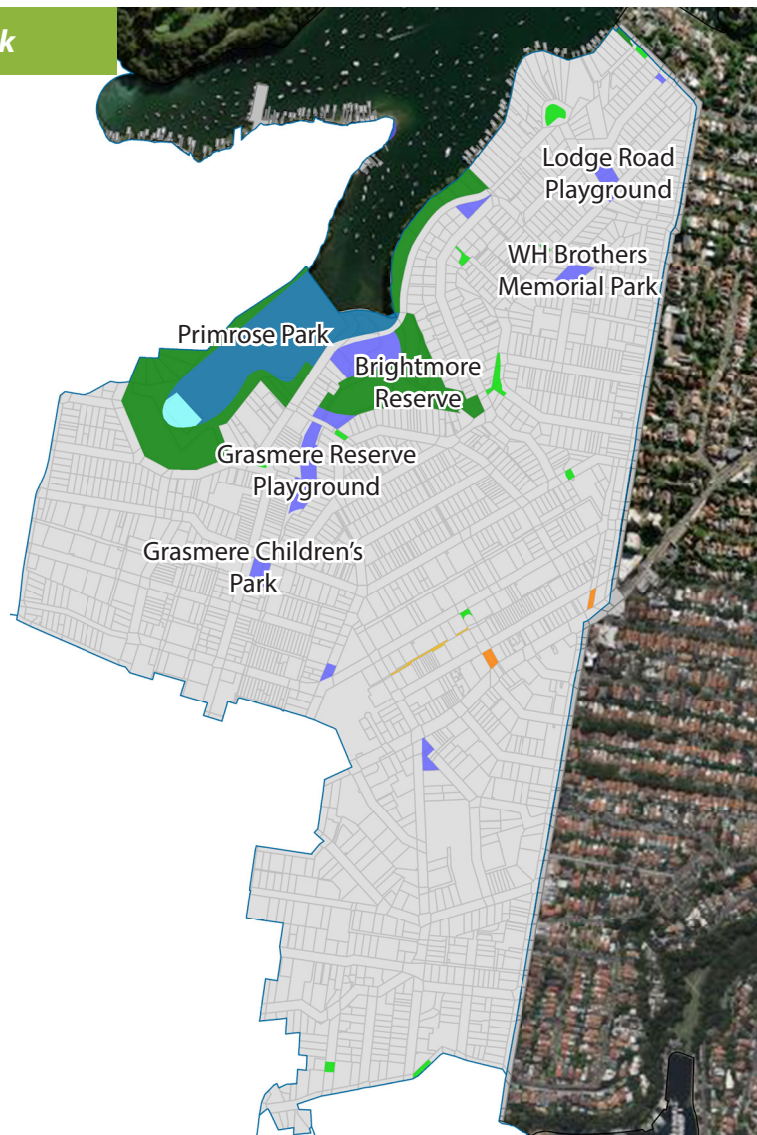 k
Lodge Road
Playground
WH Brothers
Memorial Park
Primrose Park
Brightmore
Reserve
Grasmere Reserve
Playground
Grasmere Children's
Park